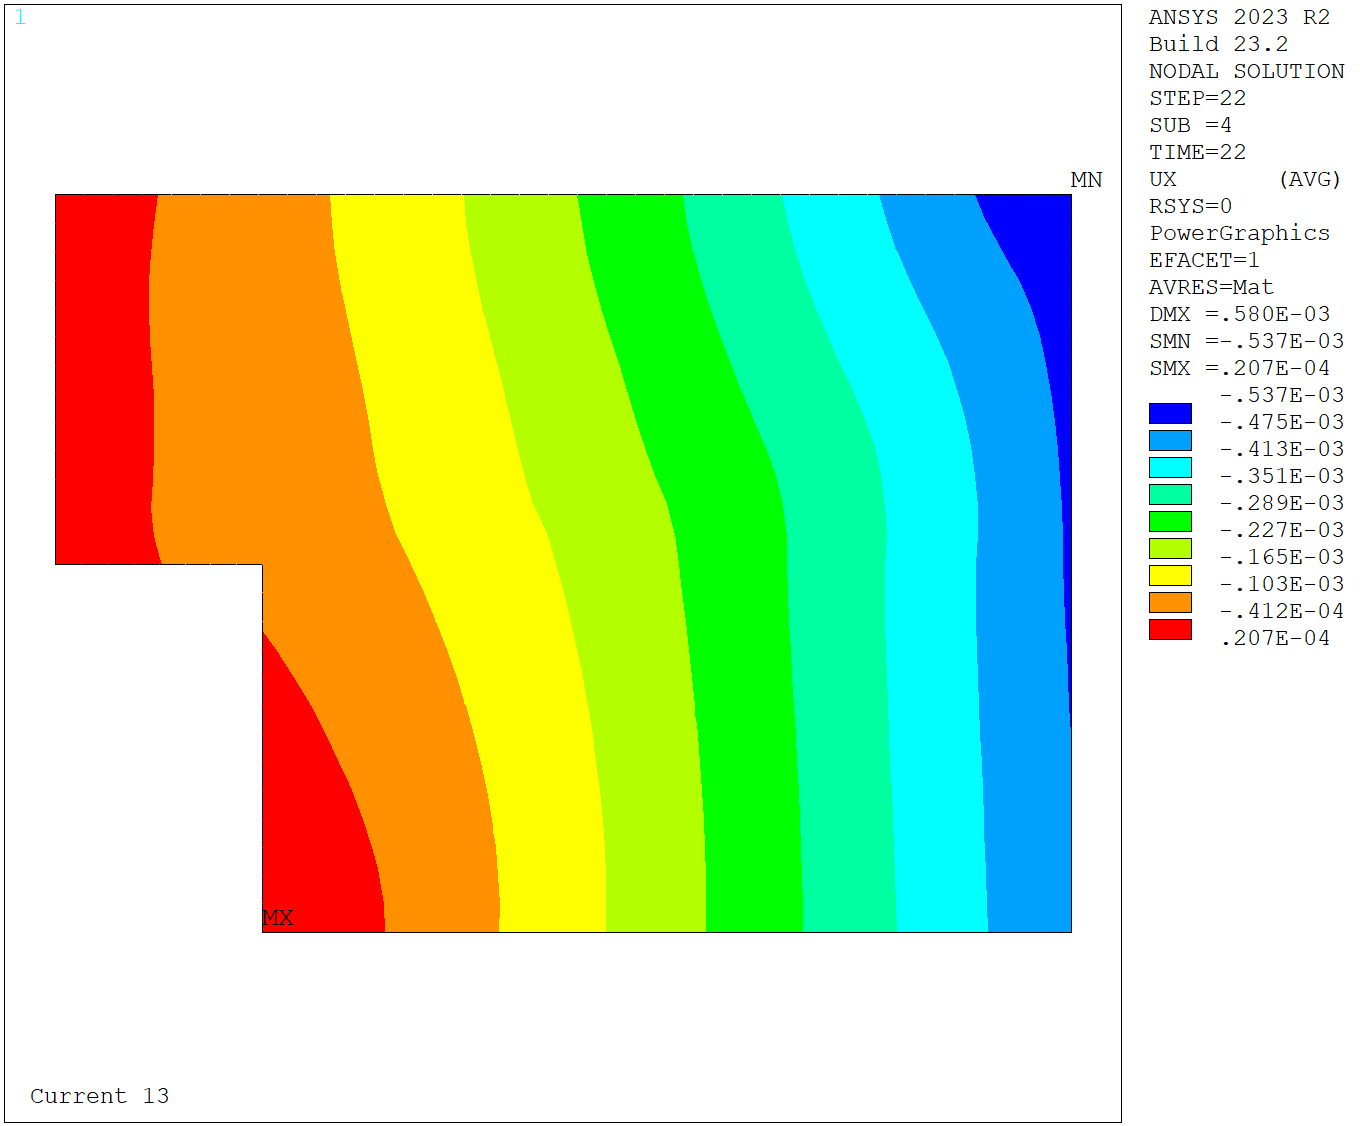 1
ANSYS 2023 R2
Build 23.2
NODAL SOLUTION
STEP=22
SUB =4
TIME=22
UX (AVG)
RSYS=0
PowerGraphics
EFACET=1
AVRES=Mat
DMX =.580E-03
SMN =-.537E-03
SMX =.207E-04
-.537E-03
-.475E-03
-.413E-03
-.351E-03
-.289E-03
-.227E-03
-.165E-03
-.103E-03
-.412E-04
.207E-04
MN
MX
Current 13